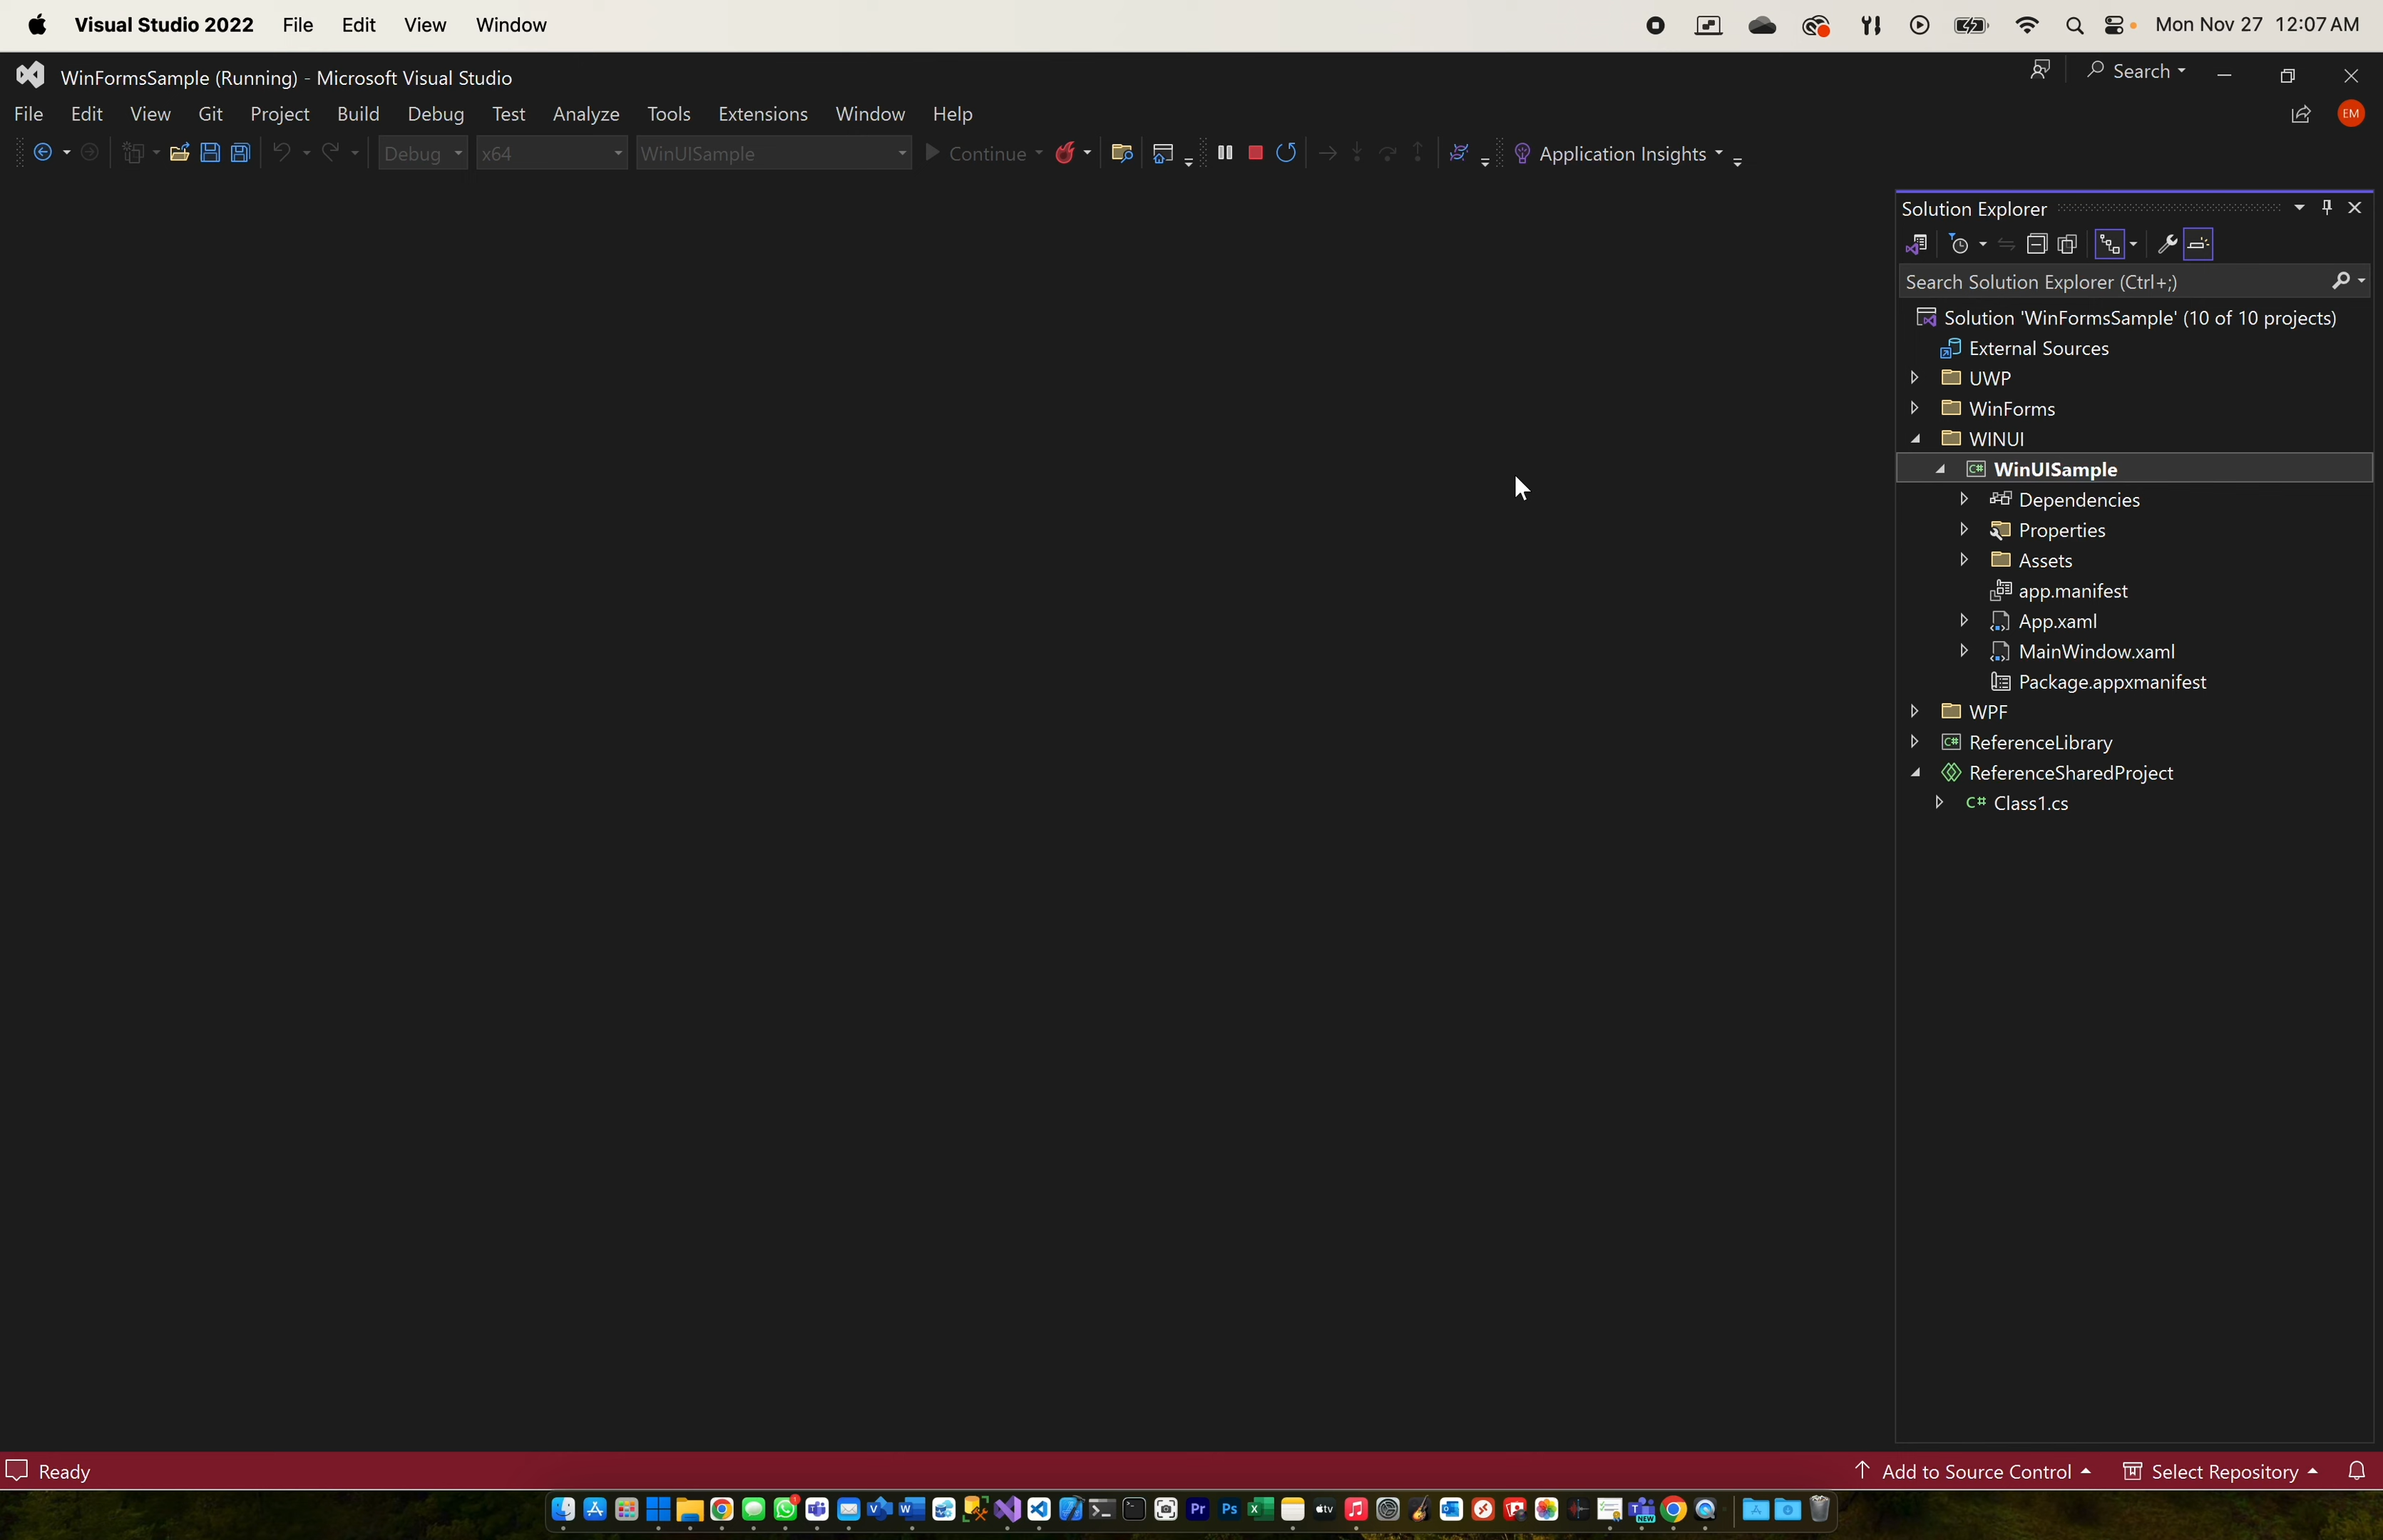 Visual Studio 2022 File Edit View Window Mon Nov 27 12:07 AM
WinFormsSample (Running) - Microsoft Visual Studio Search
File Edit View Git Project Build Debug Test Analyze Tools Extensions Window Help EM
Debug x64 WinUISample Continue Application Insights
Solution Explorer
Search Solution Explorer (Ctrl+;)
Solution 'WinFormsSample' (10 of 10 projects)
External Sources
UWP
WinForms
WINUI
C# WinUISample
Dependencies
Properties
Assets
app.manifest
App.xaml
MainWindow.xaml
Package.appxmanifest
WPF
C# ReferenceLibrary
ReferenceSharedProject
C# Class1.cs
Ready Add to Source Control Select Repository
Pr Ps tv NEW